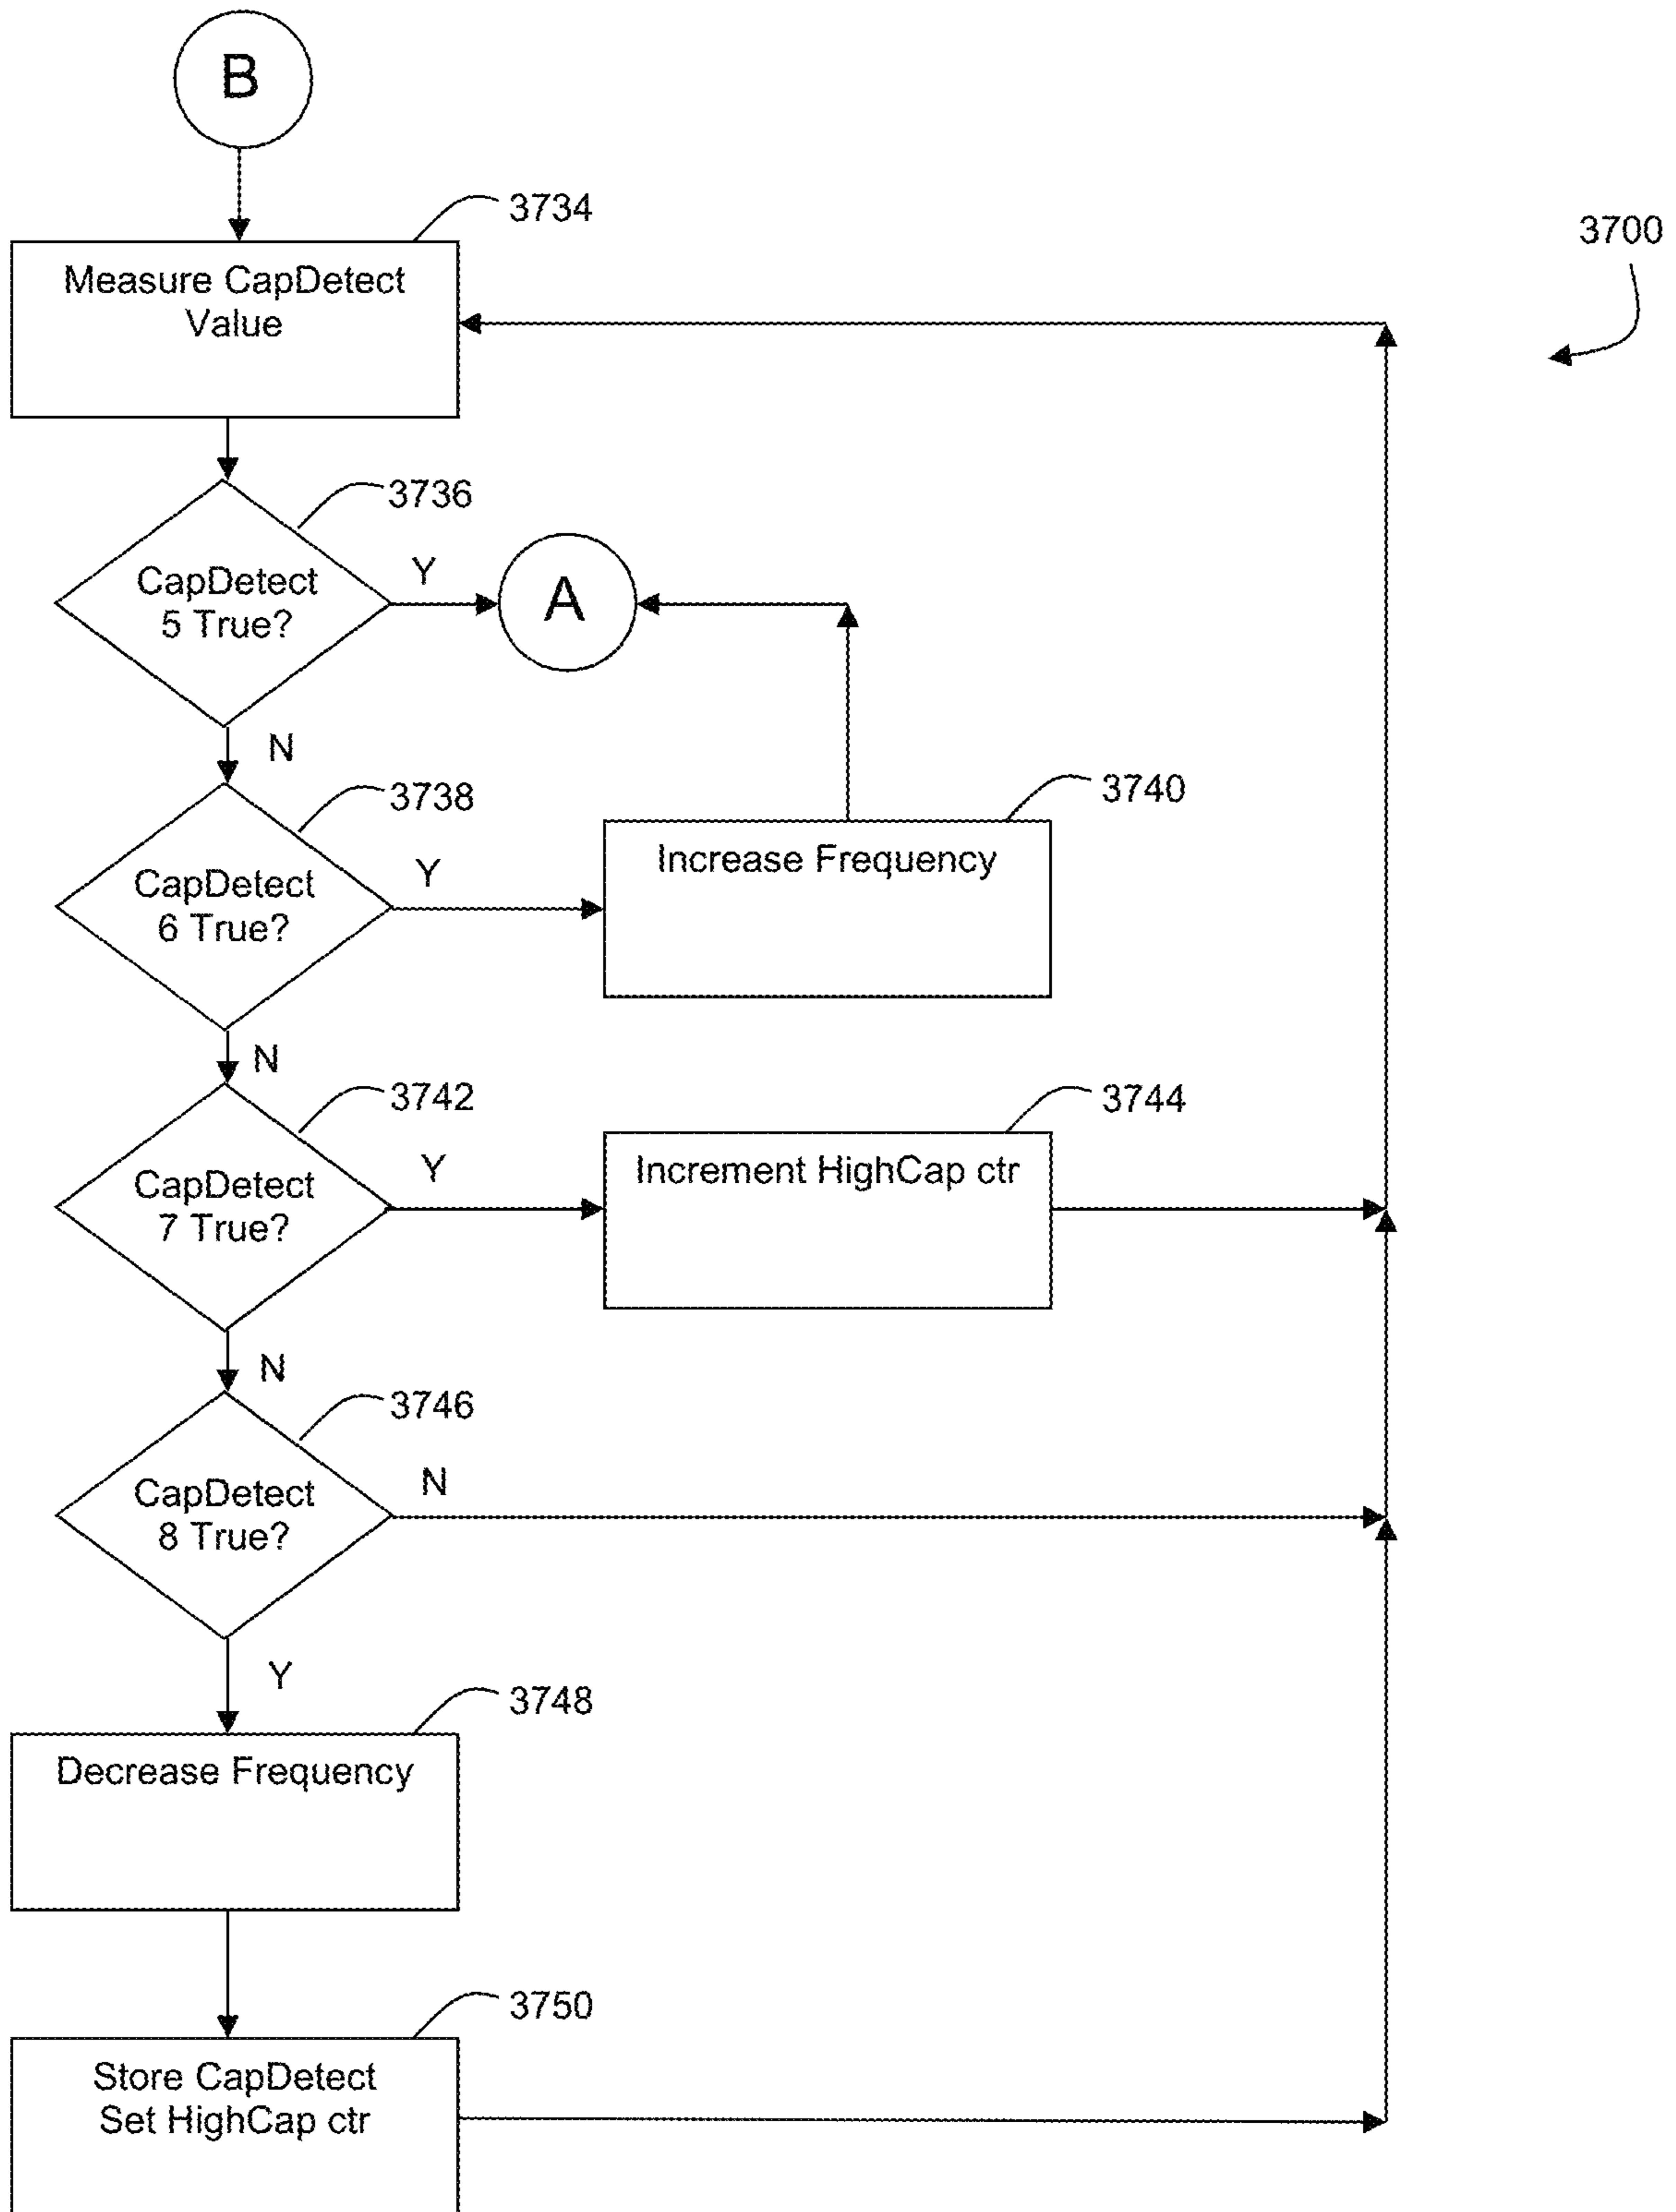 B
3734
3700
Measure CapDetect
Value
3736
CapDetect
5 True?
Y
A
N
3738
3740
CapDetect
6 True?
Y
Increase Frequency
N
3742
3744
CapDetect
7 True?
Y
Increment HighCap ctr
N
3746
CapDetect
8 True?
N
Y
3748
Decrease Frequency
3750
Store CapDetect
Set HighCap ctr